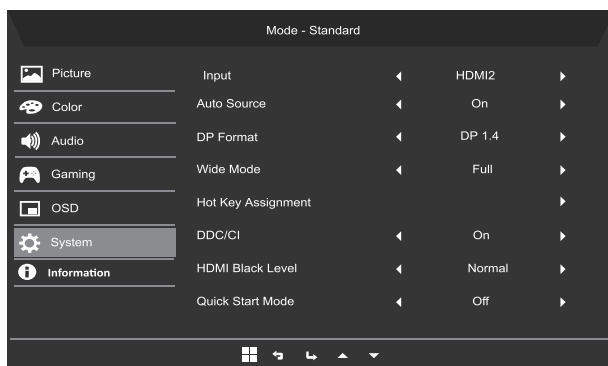 Mode - Standard
Picture
Color
Audio
Gaming
OSD
System
Information
Input HDMI2
Auto Source On
DP Format DP 1.4
Wide Mode Full
Hot Key Assignment
DDC/CI On
HDMI Black Level Normal
Quick Start Mode Off